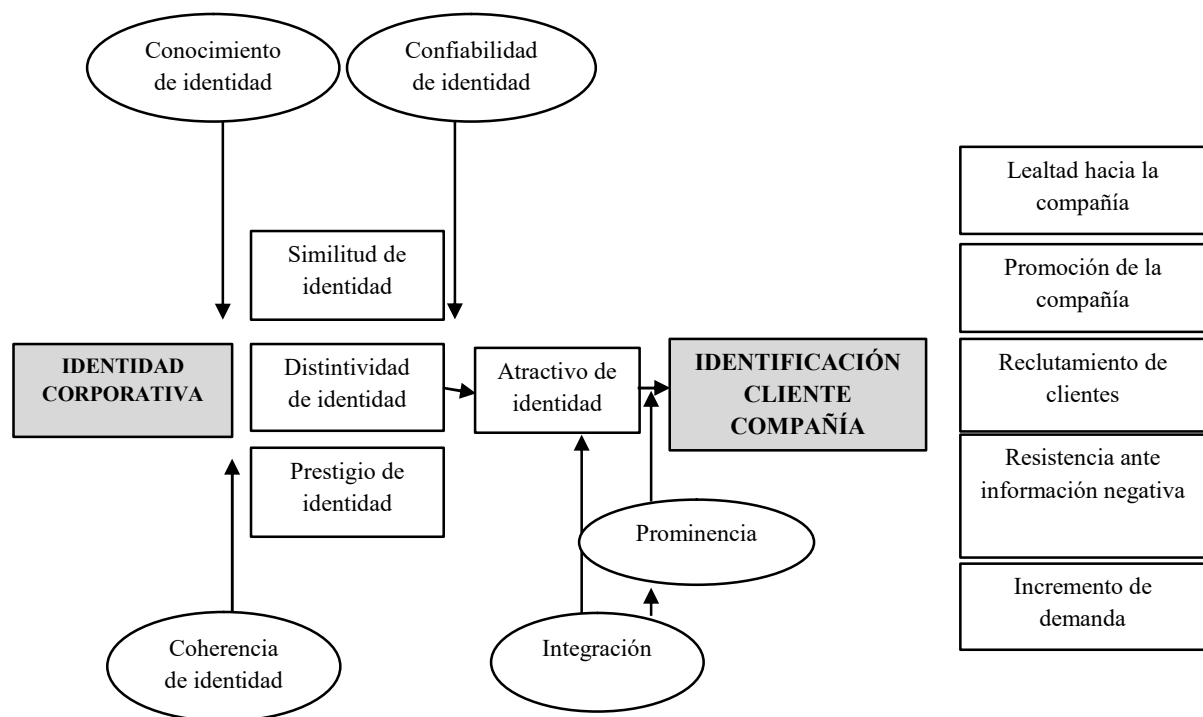 Conocimiento
de identidad
Confiabilidad
de identidad
Lealtad hacia la
compañía
Similitud de
identidad
Promoción de la
compañía
IDENTIDAD
CORPORATIVA
Distintividad
de identidad
Atractivo de
identidad
IDENTIFICACIÓN
CLIENTE
COMPAÑÍA
Reclutamiento de
clientes
Prestigio de
identidad
Resistencia ante
información negativa
Prominencia
Incremento de
demanda
Coherencia
de identidad
Integración